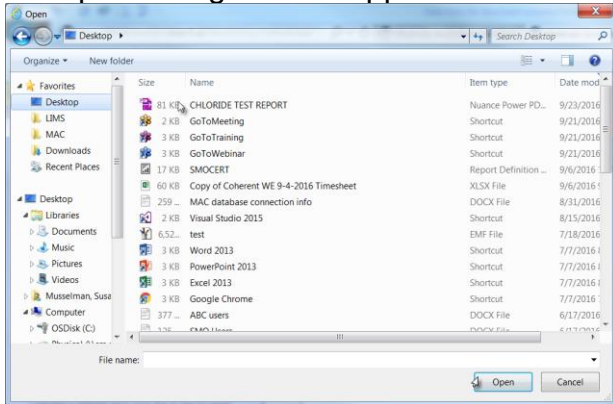 Open
Desktop
Search Desktop
Organize New folder
Favorites
Desktop
LIMS
MAC
Downloads
Recent Places
Desktop
Libraries
Documents
Music
Pictures
Videos
Musselman, Susa
Computer
OSDisk (C:)
Size Name Item type Date mod
81 KB CHLORIDE TEST REPORT Nuance Power PD... 9/23/2016
2 KB GoToMeeting Shortcut 9/21/2016
3 KB GoToTraining Shortcut 9/21/2016
3 KB GoToWebinar Shortcut 9/21/2016
17 KB SMOCERT Report Definition ... 9/6/2016
60 KB Copy of Coherent WE 9-4-2016 Timesheet XLSX File 9/6/2016
259 ... MAC database connection info DOCX File 8/31/2016
2 KB Visual Studio 2015 Shortcut 8/15/2016
6,52... test EMF File 7/18/2016
3 KB Word 2013 Shortcut 7/7/2016
3 KB PowerPoint 2013 Shortcut 7/7/2016
3 KB Excel 2013 Shortcut 7/7/2016
3 KB Google Chrome Shortcut 7/7/2016
377 ... ABC users DOCX File 6/17/2016
File name:
Open Cancel